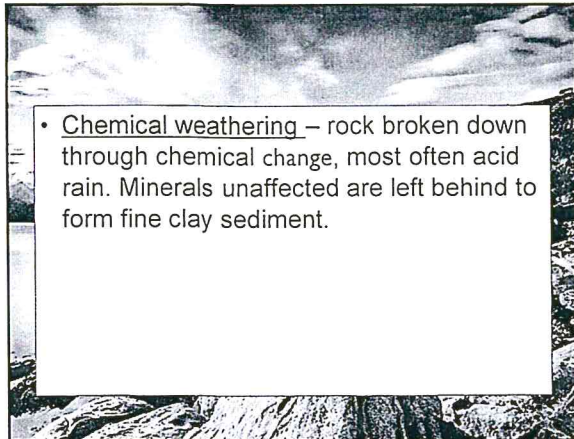 • Chemical weathering – rock broken down
through chemical change, most often acid
rain. Minerals unaffected are left behind to
form fine clay sediment.